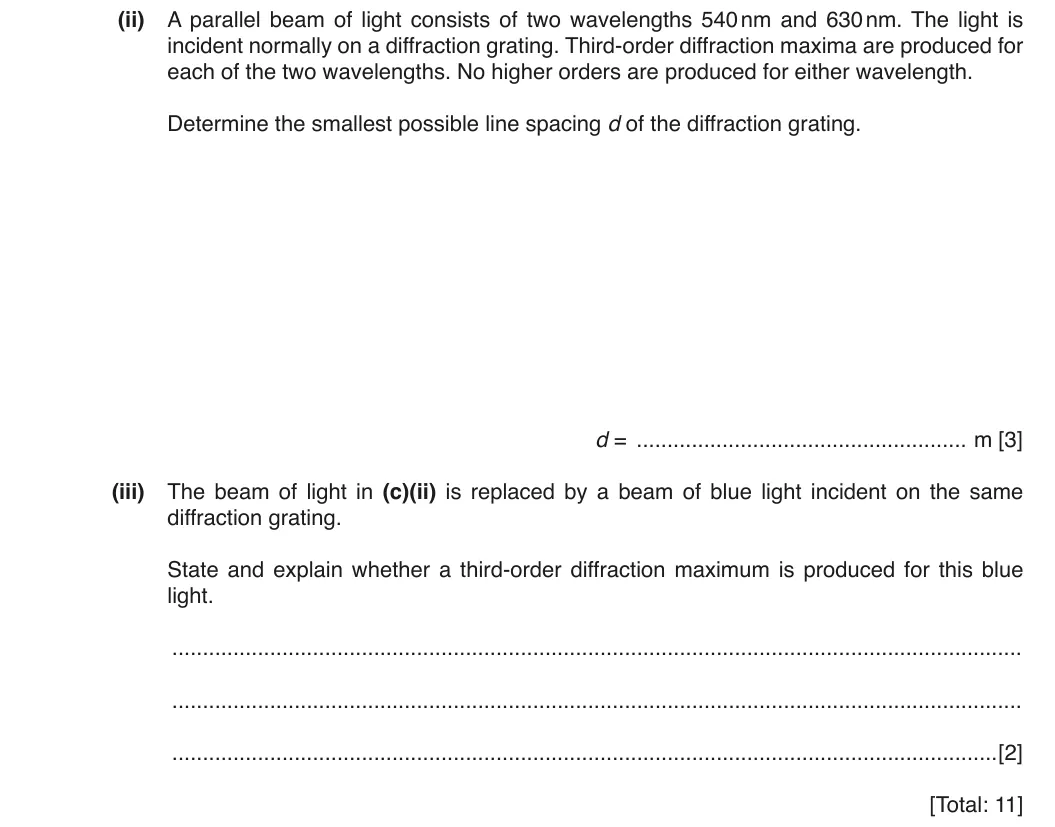 (ii) A parallel beam of light consists of two wavelengths 540 nm and 630 nm. The light is
incident normally on a diffraction grating. Third-order diffraction maxima are produced for
each of the two wavelengths. No higher orders are produced for either wavelength.
Determine the smallest possible line spacing d of the diffraction grating.
d = ...................................................... m [3]
(iii) The beam of light in (c)(ii) is replaced by a beam of blue light incident on the same
diffraction grating.
State and explain whether a third-order diffraction maximum is produced for this blue
light.
...........................................................................................................................................
...........................................................................................................................................
.......................................................................................................................................[2]
[Total: 11]